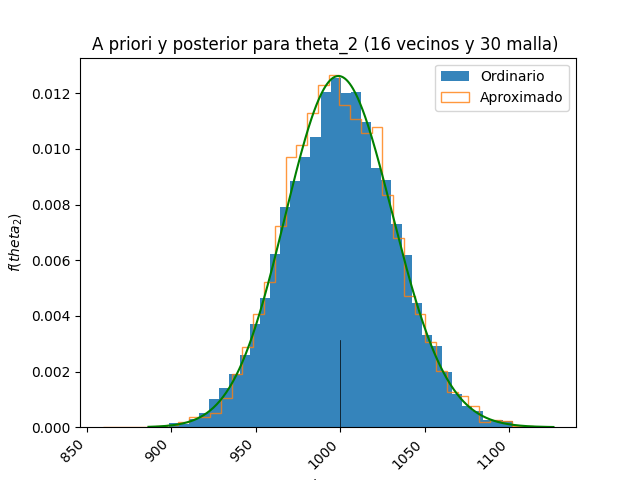 A priori y posterior para theta_2 (16 vecinos y 30 malla)
Ordinario
Aproximado
f(theta₂)
0.012
0.010
0.008
0.006
0.004
0.002
0.000
850 900 950 1000 1050 1100